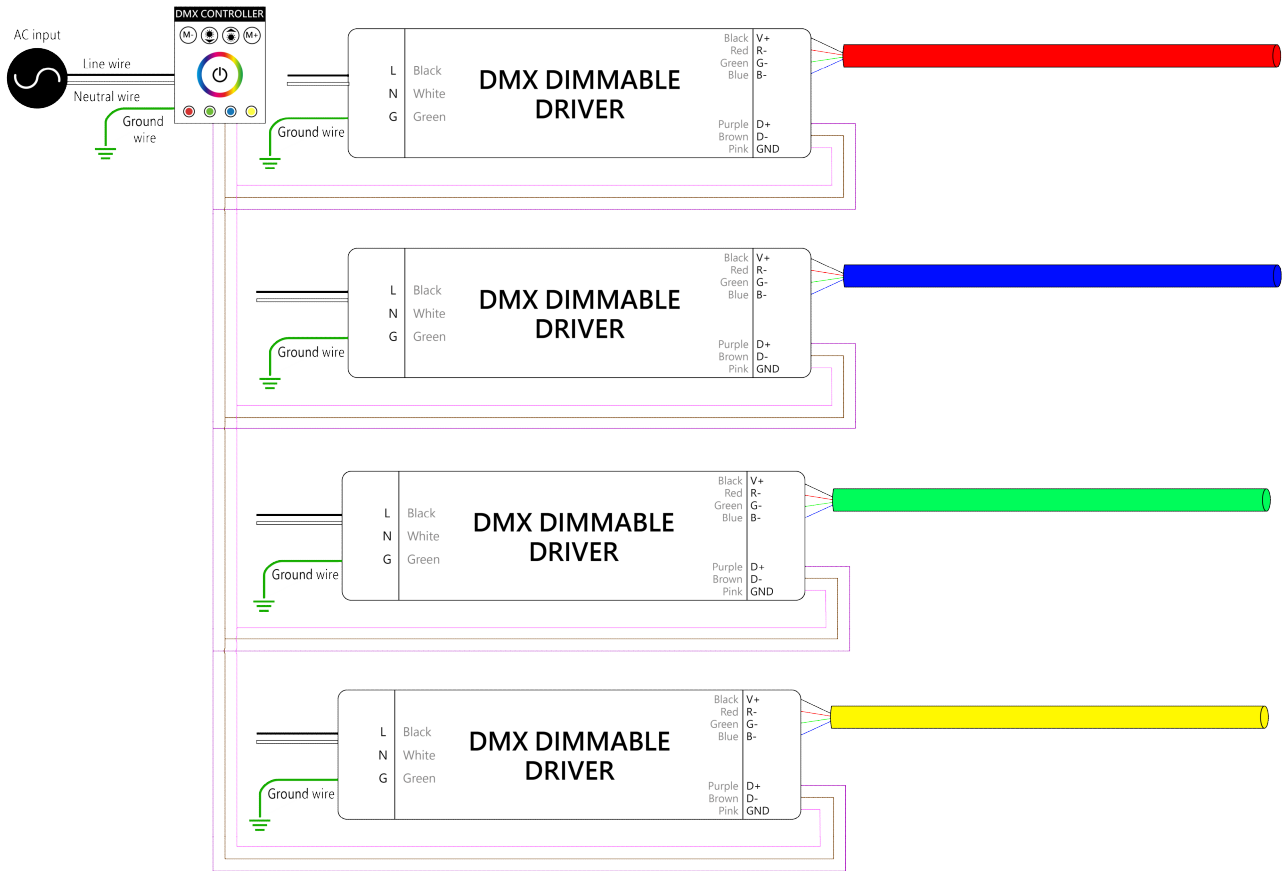 DMX CONTROLLER
M-
M+
AC input
Line wire
Neutral wire
Ground
wire
L Black
N White
G Green
Ground wire
DMX DIMMABLE
DRIVER
Black V+
Red R-
Green G-
Blue B-
Purple D+
Brown D-
Pink GND
L Black
N White
G Green
Ground wire
DMX DIMMABLE
DRIVER
Black V+
Red R-
Green G-
Blue B-
Purple D+
Brown D-
Pink GND
L Black
N White
G Green
Ground wire
DMX DIMMABLE
DRIVER
Black V+
Red R-
Green G-
Blue B-
Purple D+
Brown D-
Pink GND
L Black
N White
G Green
Ground wire
DMX DIMMABLE
DRIVER
Black V+
Red R-
Green G-
Blue B-
Purple D+
Brown D-
Pink GND